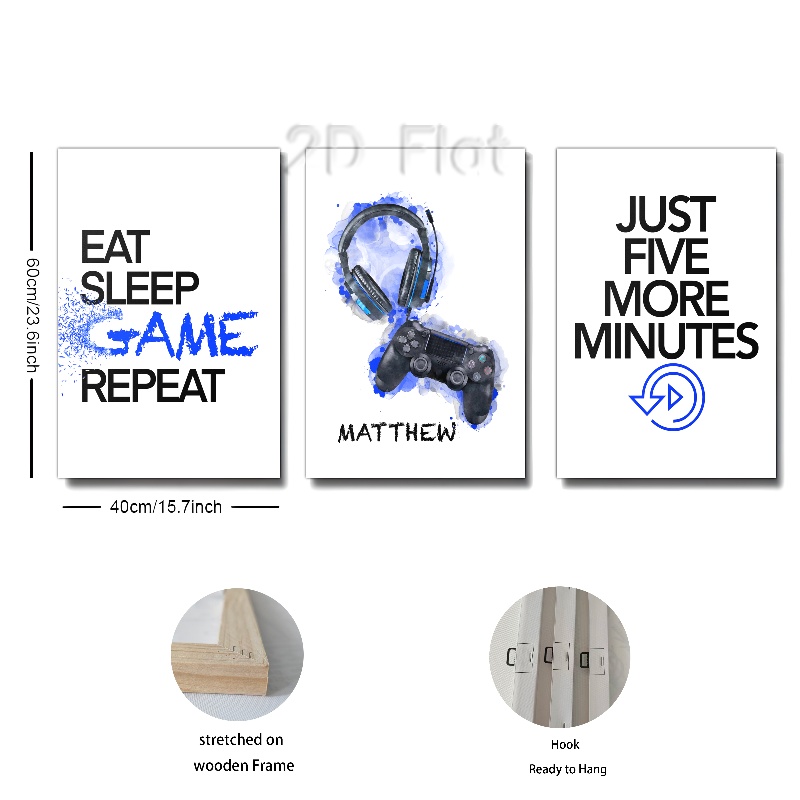 2D Flat
EAT
SLEEP
GAME
REPEAT
MATTHEW
JUST
FIVE
MORE
MINUTES
60cm/23.6inch
40cm/15.7inch
stretched on
wooden Frame
Hook
Ready to Hang